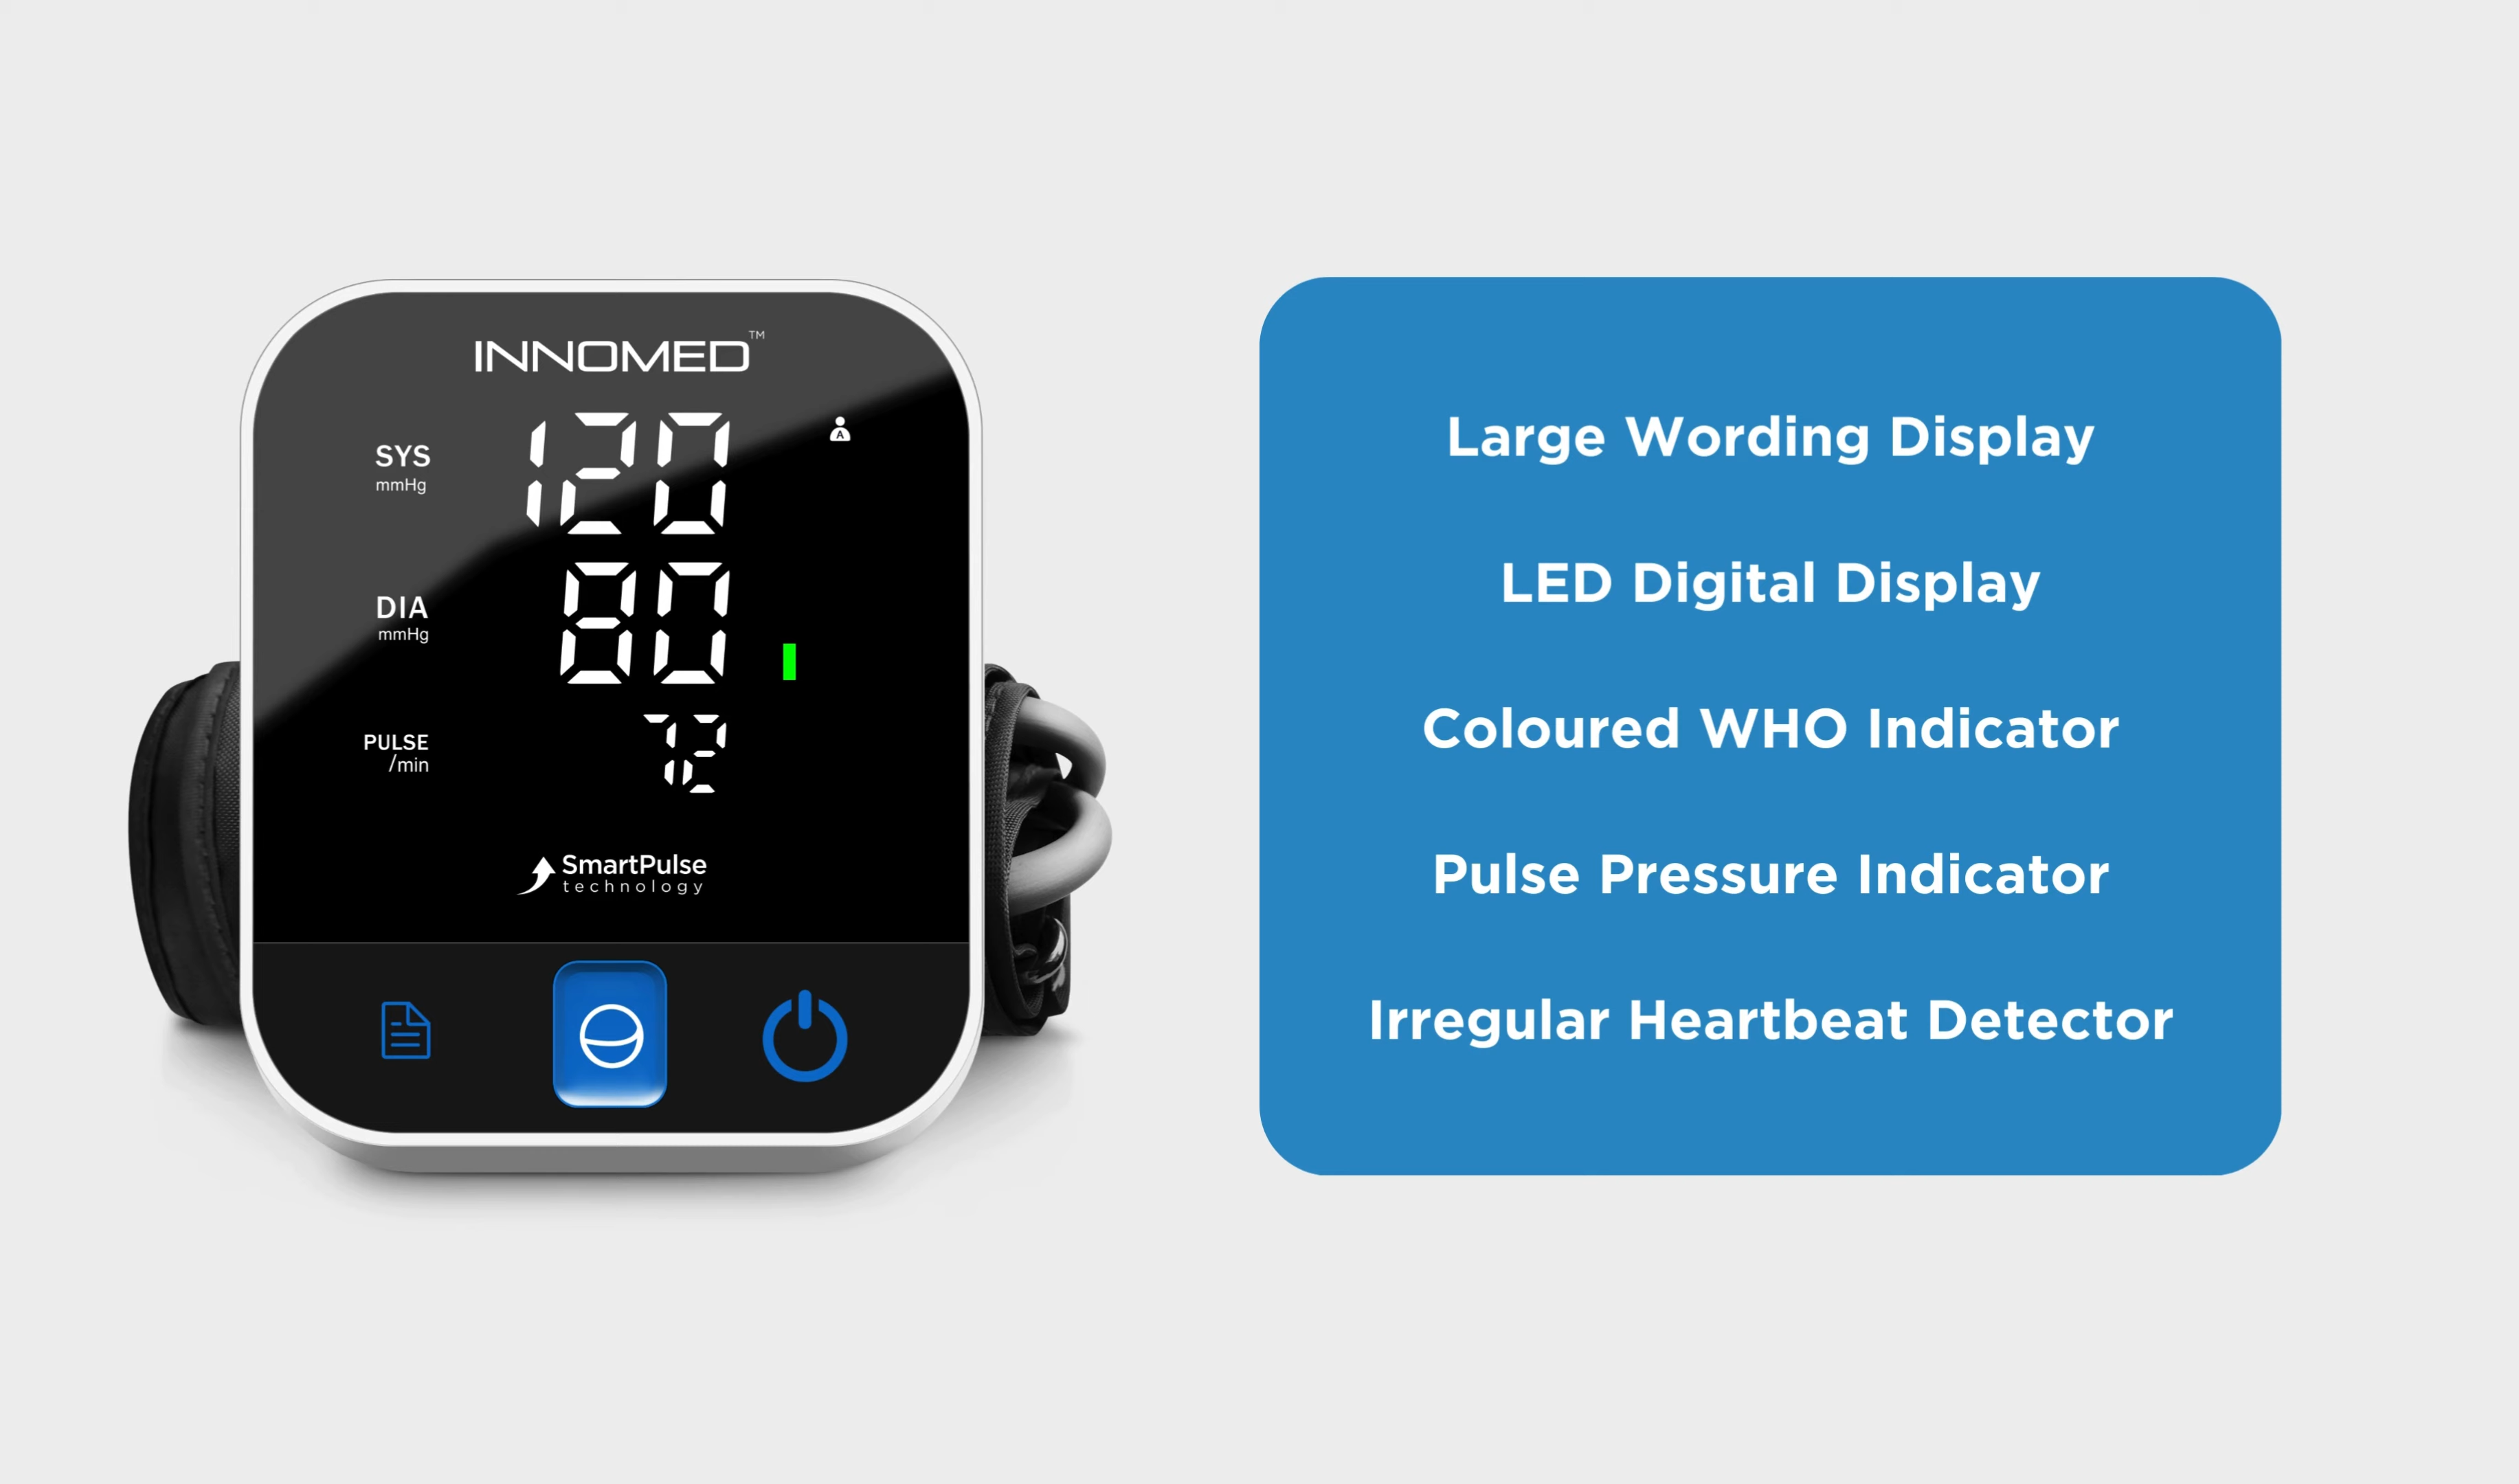 INNOMED™
SYS
mmHg
120
A
DIA
mmHg
80
PULSE
/min
72
SmartPulse
technology
Large Wording Display
LED Digital Display
Coloured WHO Indicator
Pulse Pressure Indicator
Irregular Heartbeat Detector